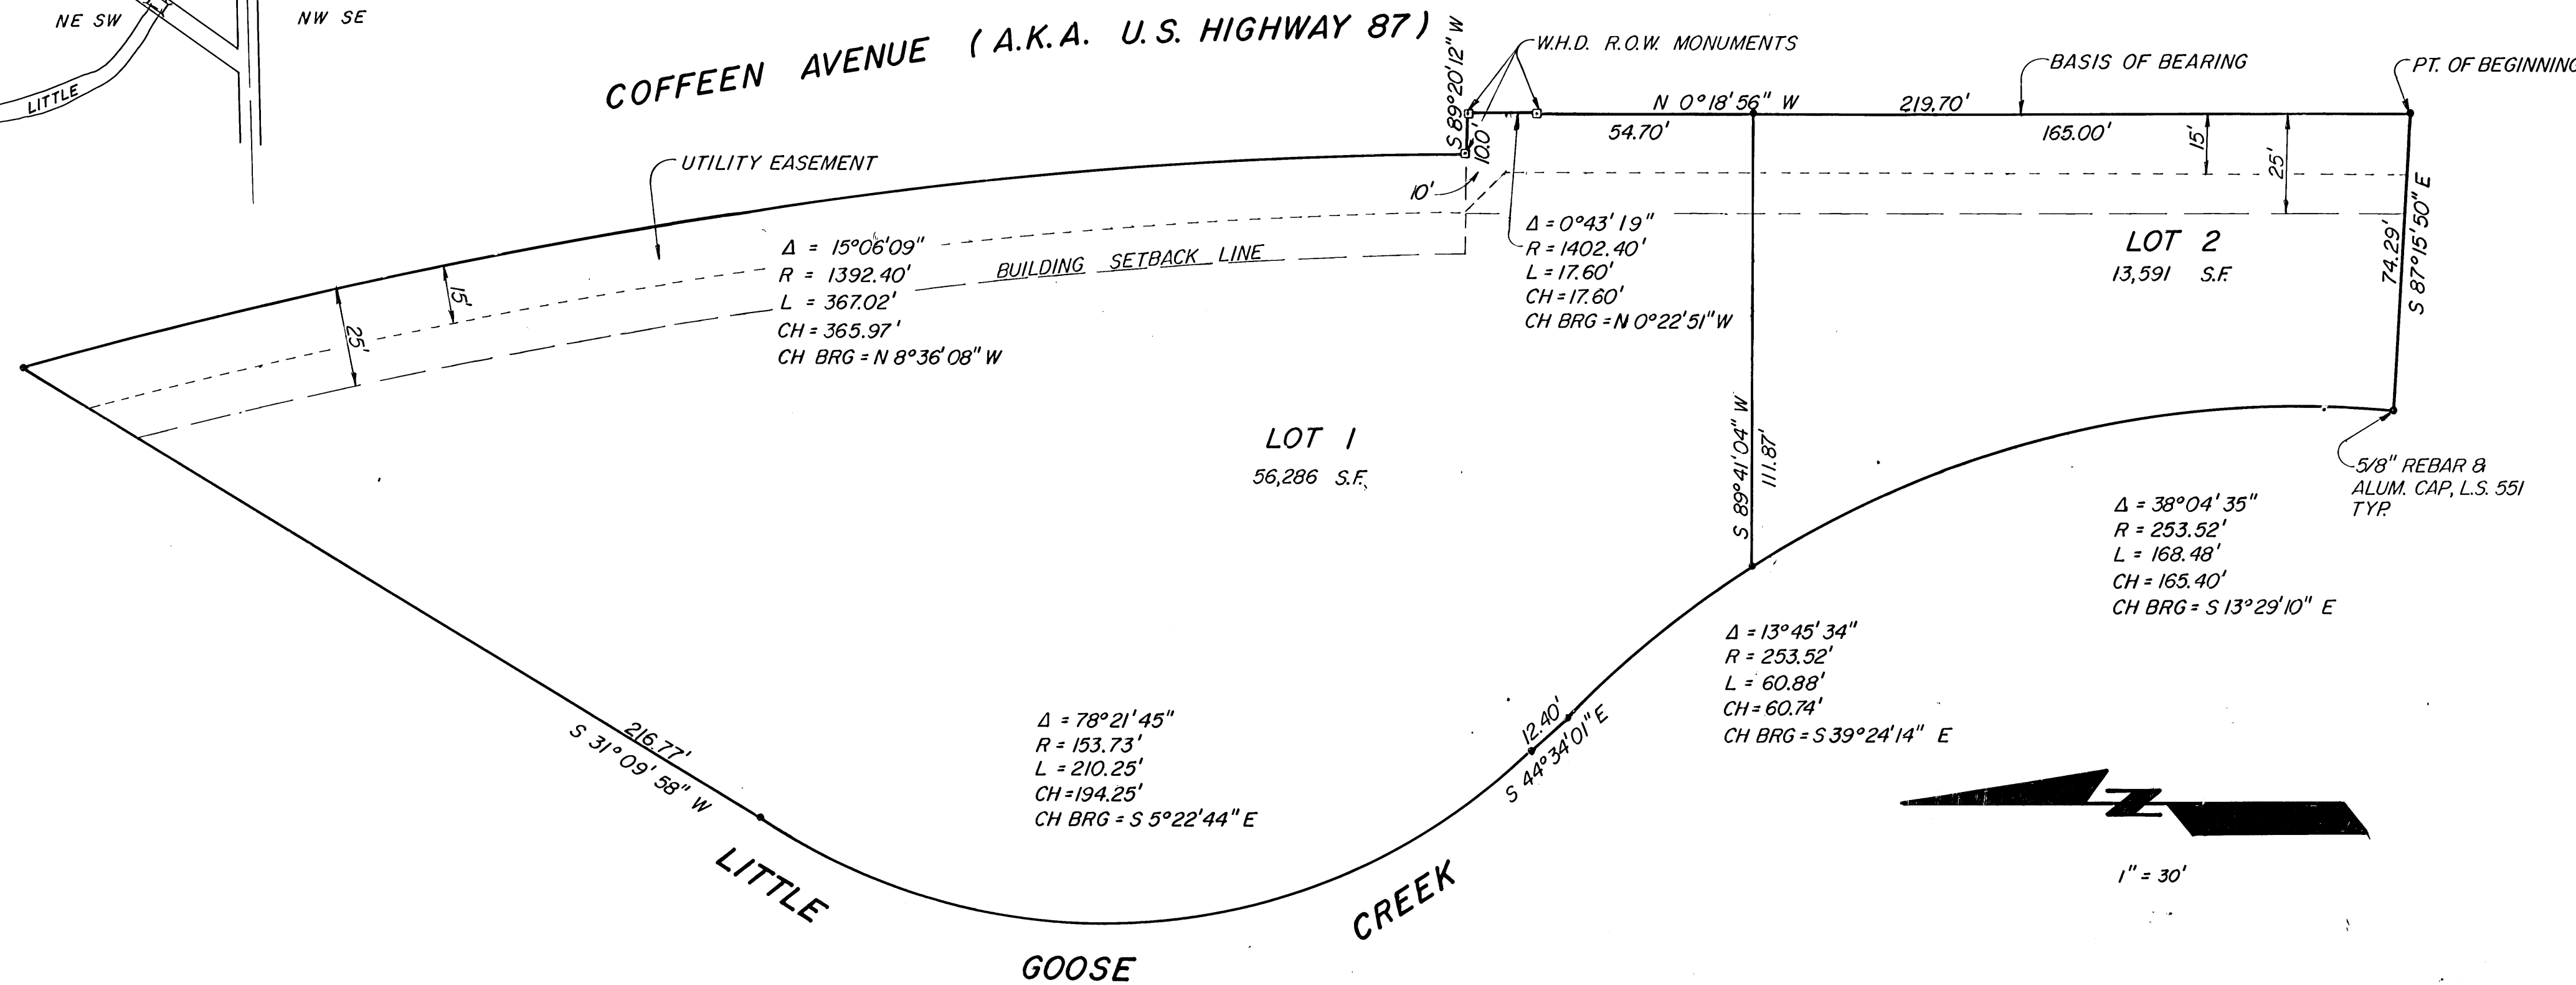 NE SW
NW SE
LITTLE
COFFEEN AVENUE (A.K.A. U.S. HIGHWAY 87)
S 89°20'12" W
10.0'
W.H.D. R.O.W. MONUMENTS
BASIS OF BEARING
PT. OF BEGINNING
N 0°18'56" W 219.70'
54.70'
165.00'
15'
25'
UTILITY EASEMENT
10'
S 87°15'50" E
74.29'
LOT 2
13,591 S.F.
Δ = 0°43'19"
R = 1402.40'
L = 17.60'
CH = 17.60'
CH BRG = N 0°22'51" W
Δ = 15°06'09"
R = 1392.40'
L = 367.02'
CH = 365.97'
CH BRG = N 8°36'08" W
BUILDING SETBACK LINE
15'
25'
LOT 1
56,286 S.F.
S 89°41'04" W
111.87'
5/8" REBAR &
ALUM. CAP, L.S. 551
TYP.
Δ = 38°04'35"
R = 253.52'
L = 168.48'
CH = 165.40'
CH BRG = S 13°29'10" E
Δ = 13°45'34"
R = 253.52'
L = 60.88'
CH = 60.74'
CH BRG = S 39°24'14" E
12.40'
S 44°34'01" E
216.77'
S 31°09'58" W
Δ = 78°21'45"
R = 153.73'
L = 210.25'
CH = 194.25'
CH BRG = S 5°22'44" E
LITTLE
GOOSE
CREEK
N
1" = 30'